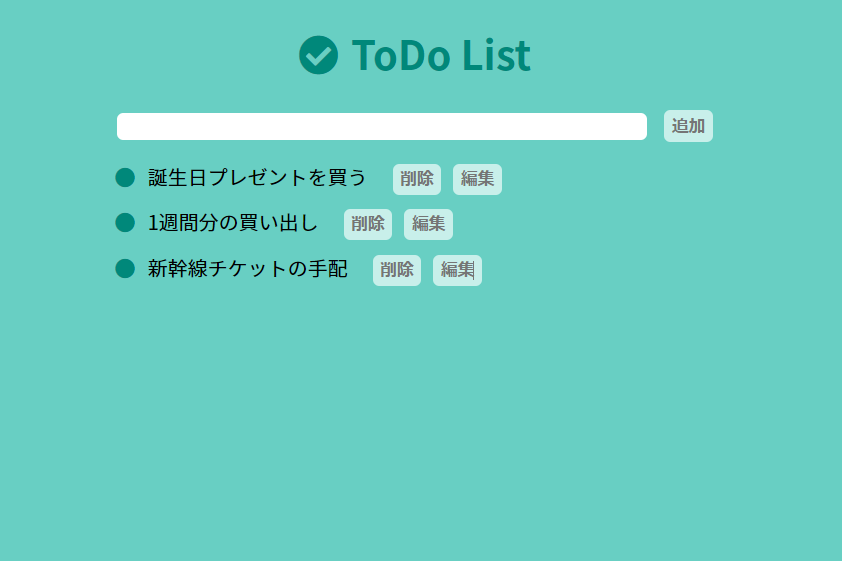 ToDo List
追加
誕生日プレゼントを買う 削除 編集
1週間分の買い出し 削除 編集
新幹線チケットの手配 削除 編集